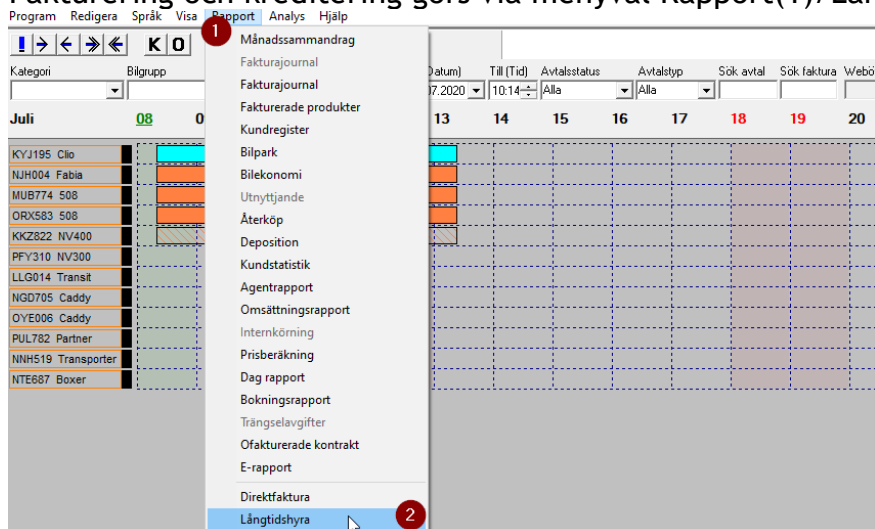 Fakturering och kreditering görs via menyval Rapport(1)/Lån
Program Redigera Språk Visa Rapport Analys Hjälp
1
K O
Kategori Bilgrupp Datum) Till (Tid) Avtalsstatus Avtalstyp Sök avtal Sök faktura Webö
07.2020 10:14 Alla Alla
Juli 08 0 13 14 15 16 17 18 19 20
KYJ195 Clio
NJH004 Fabia
MUB774 508
ORX583 508
KKZ822 NV400
PFY310 NV300
LLG014 Transit
NGD705 Caddy
OYE006 Caddy
PUL782 Partner
NNH519 Transporter
NTE687 Boxer
Månadssammandrag
Fakturajournal
Fakturajournal
Fakturerade produkter
Kundregister
Bilpark
Bilekonomi
Utnyttjande
Återköp
Deposition
Kundstatistik
Agentrapport
Omsättningsrapport
Internkörning
Prisberäkning
Dag rapport
Bokningsrapport
Trängselavgifter
Ofakturerade kontrakt
E-rapport
Direktfaktura
Långtidshyra
2